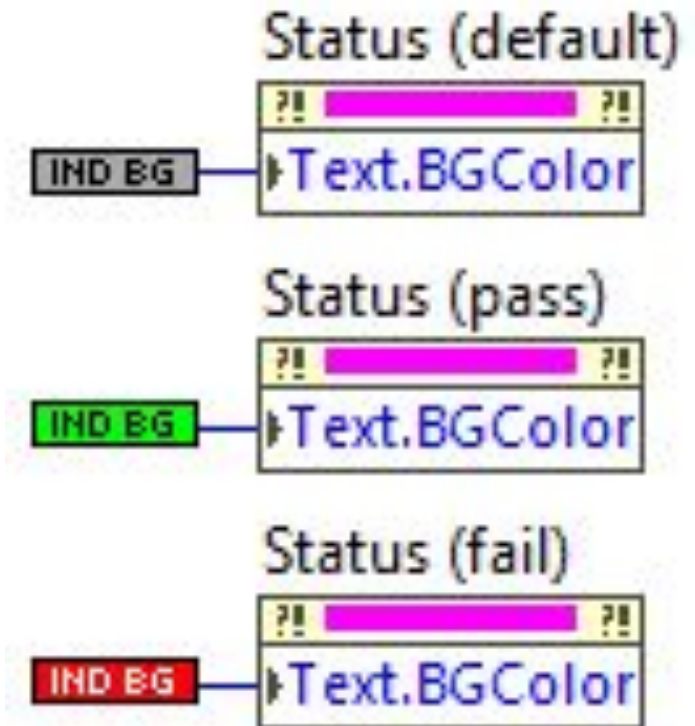 Status (default)
?! ?!
IND BG Text.BGColor
Status (pass)
?! ?!
IND BG Text.BGColor
Status (fail)
?! ?!
IND BG Text.BGColor